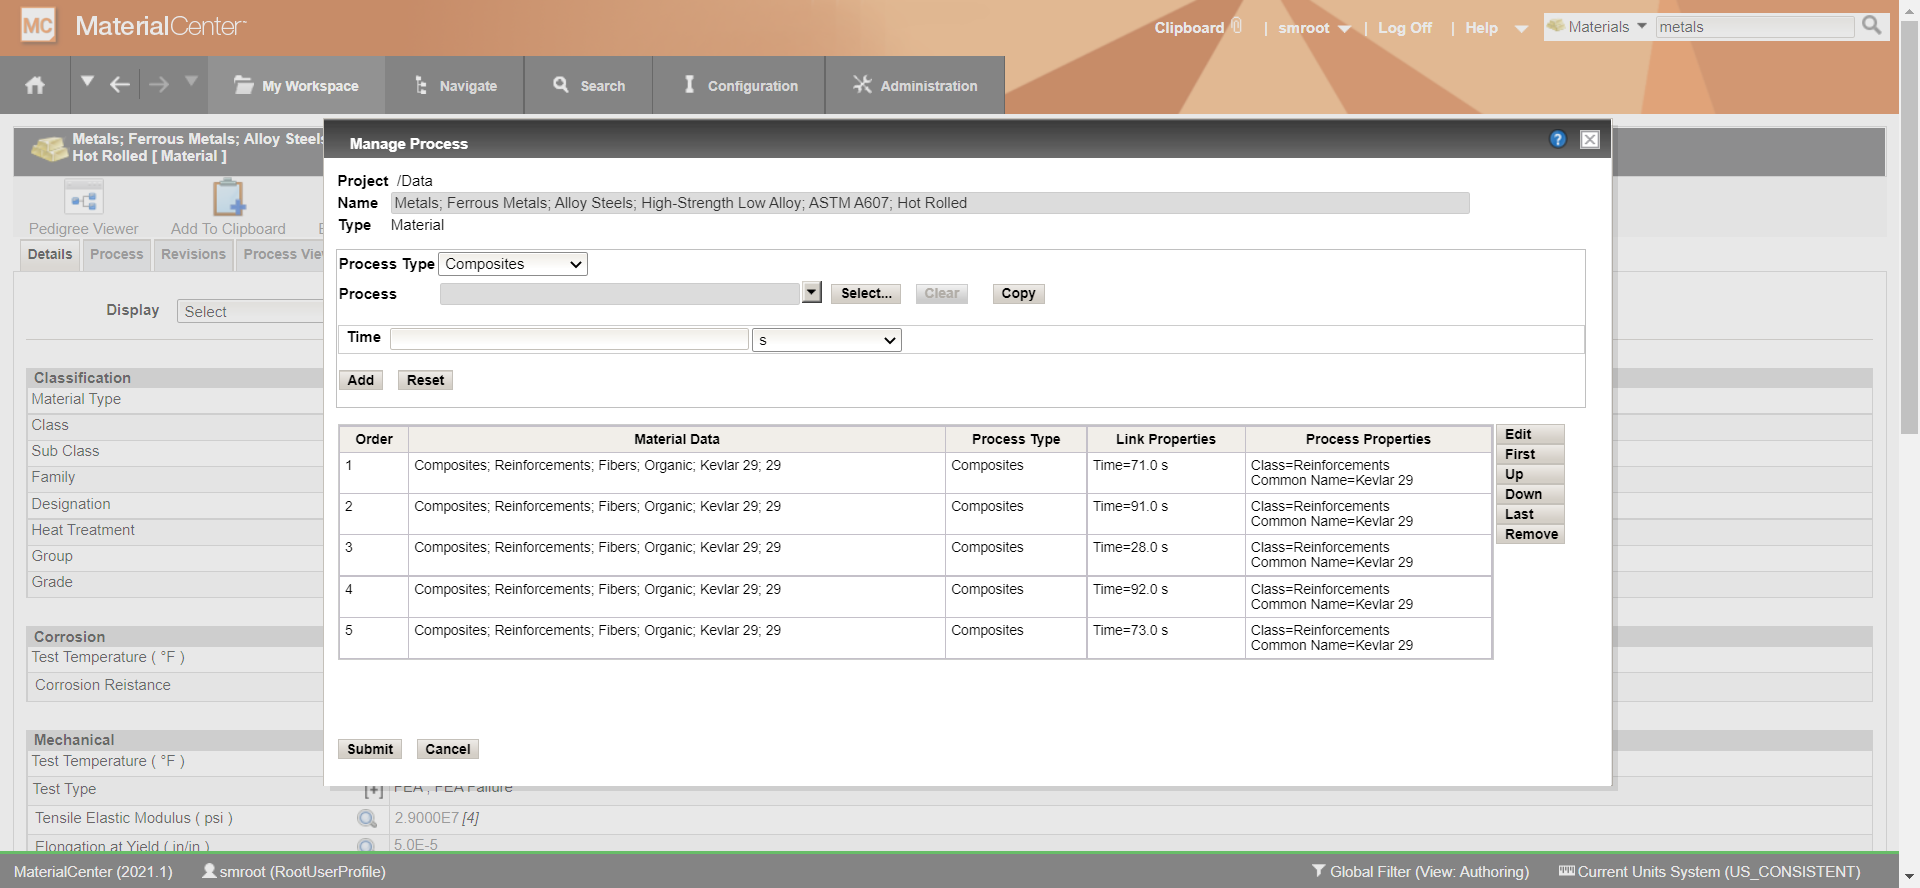 MC MaterialCenter
Clipboard | smroot | Log Off | Help Materials metals
My Workspace Navigate Search Configuration Administration
Metals; Ferrous Metals; Alloy Steels
Hot Rolled [ Material ]
Pedigree Viewer Add To Clipboard
Details Process Revisions Process Vie
Display Select
Classification
Material Type
Class
Sub Class
Family
Designation
Heat Treatment
Group
Grade
Corrosion
Test Temperature ( °F )
Corrosion Reistance
Mechanical
Test Temperature ( °F )
Test Type [+] FEA , FEA Failure
Tensile Elastic Modulus ( psi ) 2.9000E7 [4]
Elongation at Yield ( in/in ) 5.0E-5
Manage Process ?
Project /Data
Name Metals; Ferrous Metals; Alloy Steels; High-Strength Low Alloy; ASTM A607; Hot Rolled
Type Material
Process Type Composites
Process Select... Clear Copy
Time s
Add Reset
Order Material Data Process Type Link Properties Process Properties
1 Composites; Reinforcements; Fibers; Organic; Kevlar 29; 29 Composites Time=71.0 s Class=Reinforcements
Common Name=Kevlar 29
2 Composites; Reinforcements; Fibers; Organic; Kevlar 29; 29 Composites Time=91.0 s Class=Reinforcements
Common Name=Kevlar 29
3 Composites; Reinforcements; Fibers; Organic; Kevlar 29; 29 Composites Time=28.0 s Class=Reinforcements
Common Name=Kevlar 29
4 Composites; Reinforcements; Fibers; Organic; Kevlar 29; 29 Composites Time=92.0 s Class=Reinforcements
Common Name=Kevlar 29
5 Composites; Reinforcements; Fibers; Organic; Kevlar 29; 29 Composites Time=73.0 s Class=Reinforcements
Common Name=Kevlar 29
Edit
First
Up
Down
Last
Remove
Submit Cancel
MaterialCenter (2021.1) smroot (RootUserProfile) Global Filter (View: Authoring) Current Units System (US_CONSISTENT)